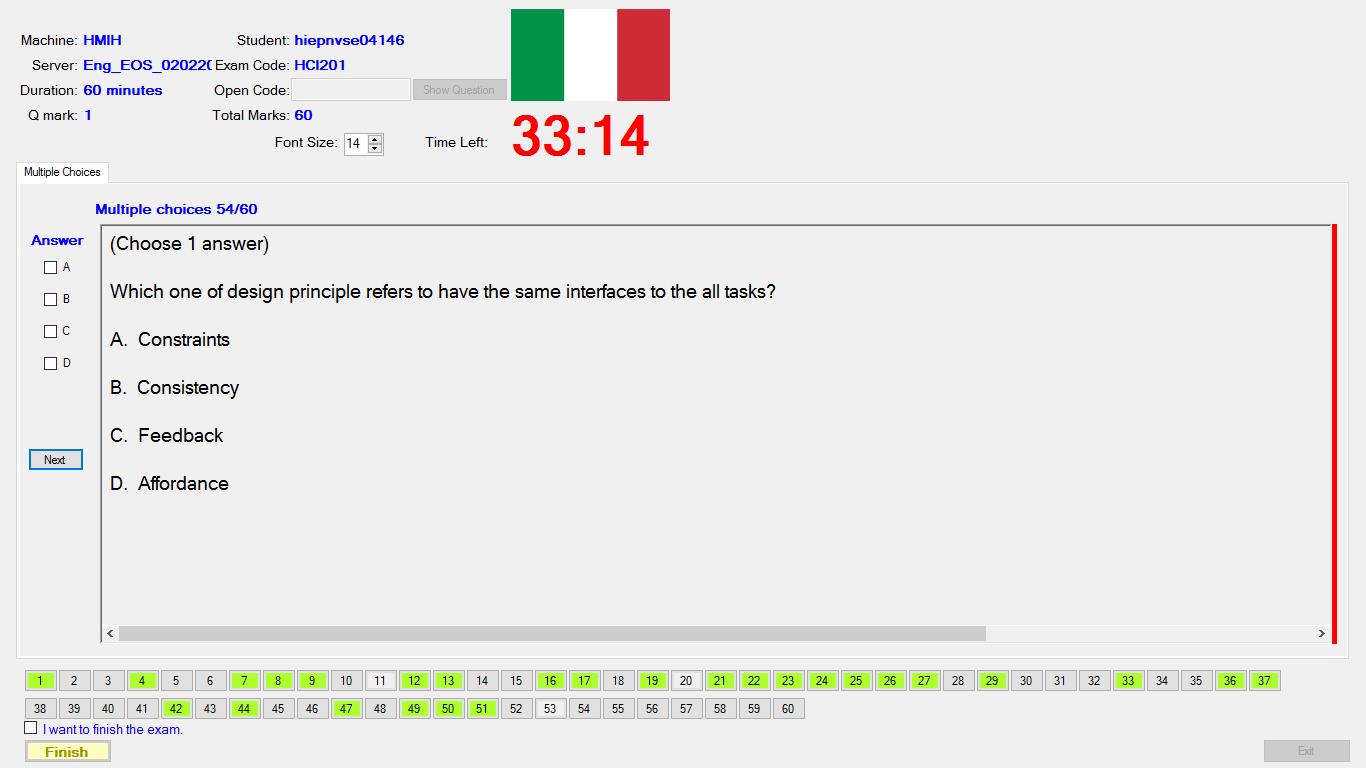 Machine: HMIH Student: hiepnvse04146
Server: Eng_EOS_02022( Exam Code: HCI201
Duration: 60 minutes Open Code: Show Question
Q mark: 1 Total Marks: 60
Font Size: 14 Time Left: 33:14
Multiple Choices
Multiple choices 54/60
Answer
(Choose 1 answer)
A
Which one of design principle refers to have the same interfaces to the all tasks?
B
C
A. Constraints
D
B. Consistency
C. Feedback
Next
D. Affordance
1 2 3 4 5 6 7 8 9 10 11 12 13 14 15 16 17 18 19 20 21 22 23 24 25 26 27 28 29 30 31 32 33 34 35 36 37
38 39 40 41 42 43 44 45 46 47 48 49 50 51 52 53 54 55 56 57 58 59 60
I want to finish the exam.
Finish Exit